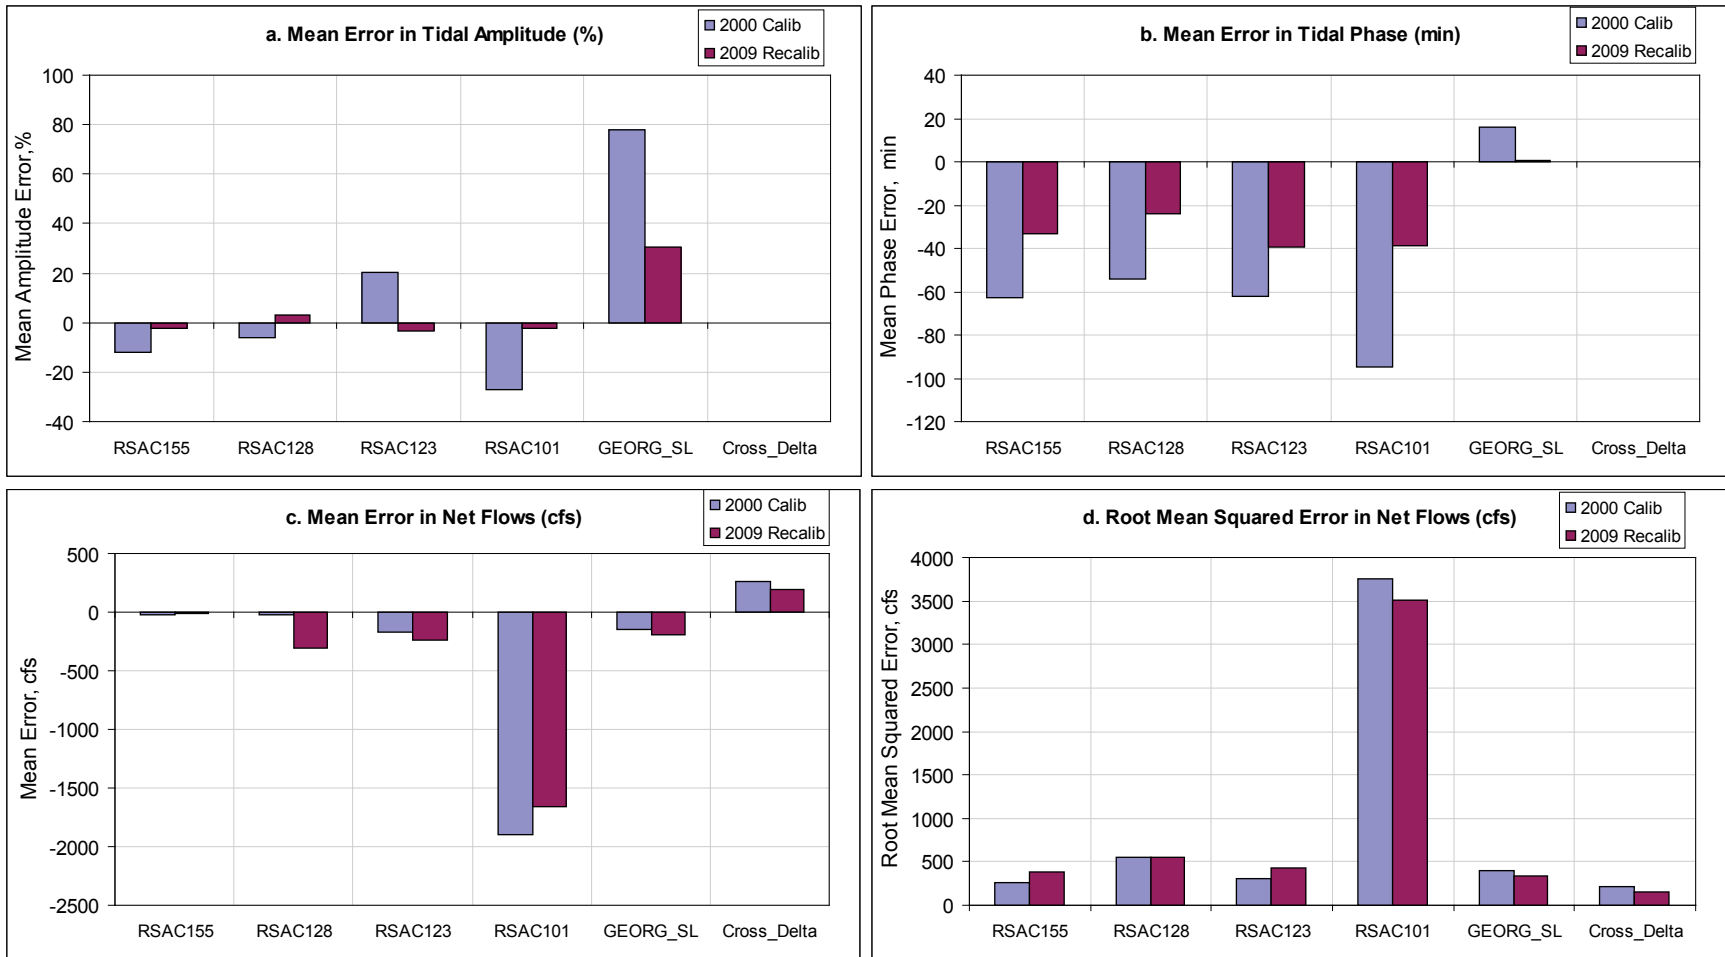 a. Mean Error in Tidal Amplitude (%)
2000 Calib
2009 Recalib
Mean Amplitude Error,%
100
80
60
40
20
0
-20
-40
RSAC155 RSAC128 RSAC123 RSAC101 GEORG_SL Cross_Delta
b. Mean Error in Tidal Phase (min)
2000 Calib
2009 Recalib
Mean Phase Error, min
40
20
0
-20
-40
-60
-80
-100
-120
RSAC155 RSAC128 RSAC123 RSAC101 GEORG_SL Cross_Delta
c. Mean Error in Net Flows (cfs)
2000 Calib
2009 Recalib
Mean Error, cfs
500
0
-500
-1000
-1500
-2000
-2500
RSAC155 RSAC128 RSAC123 RSAC101 GEORG_SL Cross_Delta
d. Root Mean Squared Error in Net Flows (cfs)
2000 Calib
2009 Recalib
Root Mean Squared Error, cfs
4000
3500
3000
2500
2000
1500
1000
500
0
RSAC155 RSAC128 RSAC123 RSAC101 GEORG_SL Cross_Delta